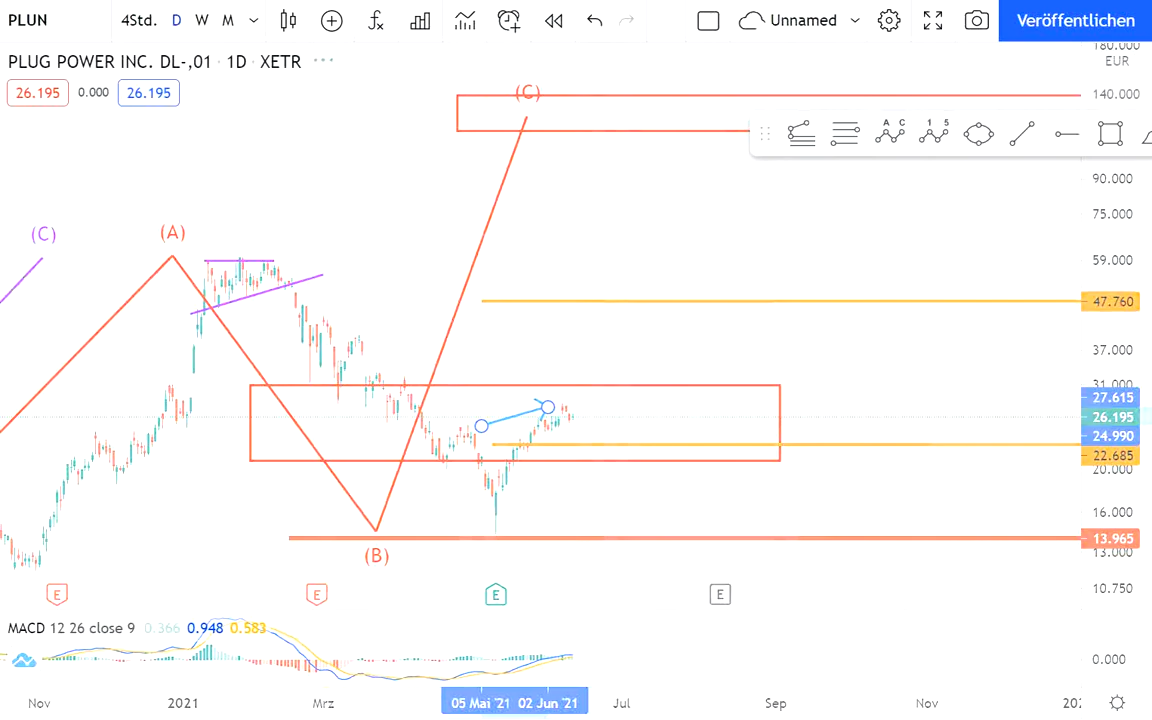 PLUN 4Std. D W M Unnamed Veröffentlichen
PLUG POWER INC. DL-,01 · 1D · XETR
180.000
EUR
26.195 0.000 26.195
(C)
140.000
A C 1 5
90.000
75.000
(C)
(A)
59.000
47.760
37.000
31.000
27.615
26.195
24.990
22.685
20.000
16.000
13.965
(B)
13.000
10.750
E E E E
MACD 12 26 close 9 0.366 0.948 0.583
0.000
Nov 2021 Mrz 05 Mai '21 02 Jun '21 Jul Sep Nov